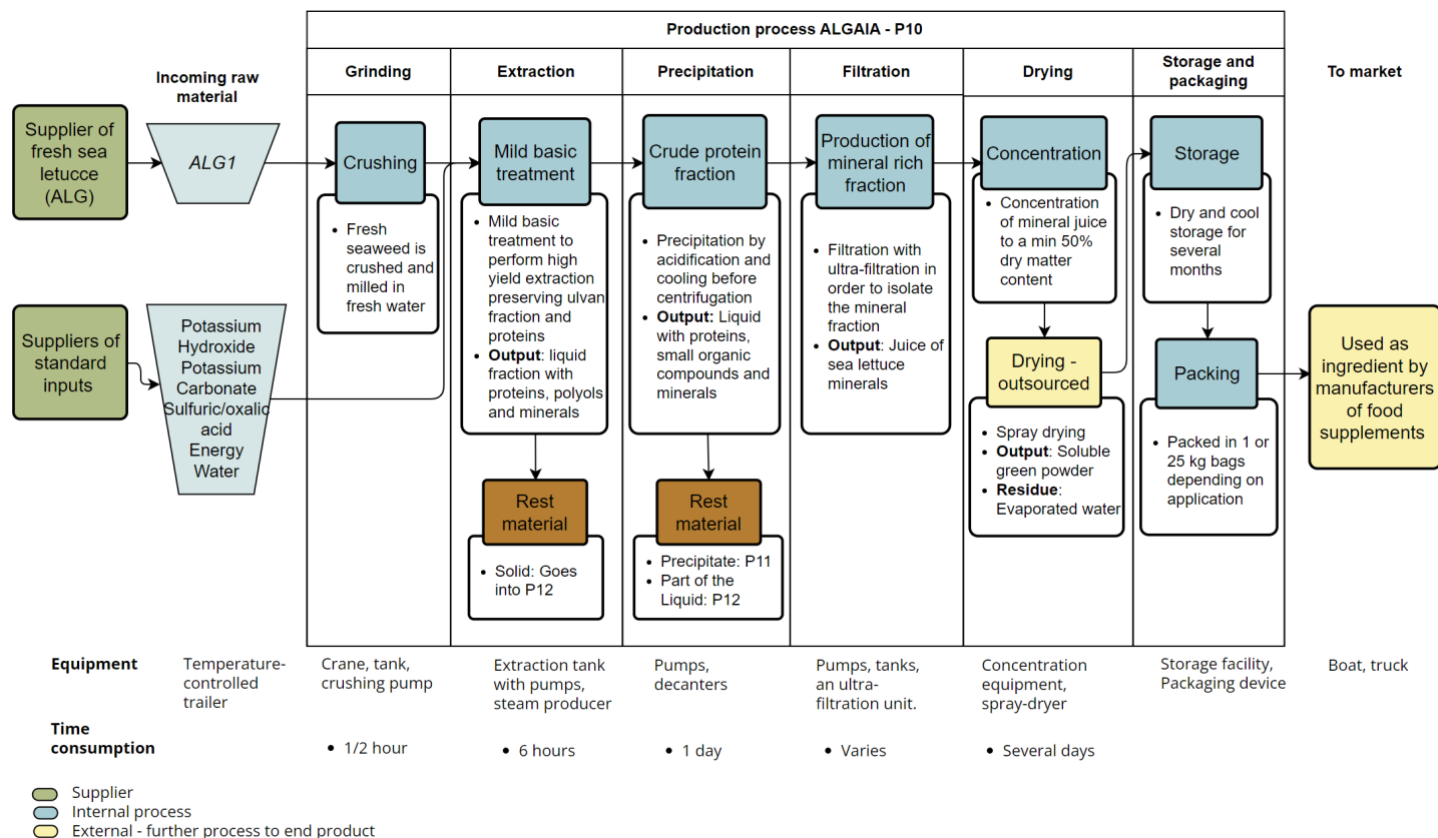 Production process ALGAIA - P10
Incoming raw
material
Grinding
Extraction
Precipitation
Filtration
Drying
Storage and
packaging
To market
Supplier of
fresh sea
letucce
(ALG)
ALG1
Crushing
Mild basic
treatment
Crude protein
fraction
Production of
mineral rich
fraction
Concentration
Storage
• Fresh
seaweed is
crushed and
milled in
fresh water
• Mild basic
treatment to
perform high
yield extraction
preserving ulvan
fraction and
proteins
• Output: liquid
fraction with
proteins, polyols
and minerals
• Precipitation by
acidification and
cooling before
centrifugation
• Output: Liquid
with proteins,
small organic
compounds and
minerals
• Filtration with
ultra-filtration in
order to isolate
the mineral
fraction
• Output: Juice of
sea lettuce
minerals
• Concentration
of mineral juice
to a min 50%
dry matter
content
• Dry and cool
storage for
several
months
Suppliers of
standard
inputs
Potassium
Hydroxide
Potassium
Carbonate
Sulfuric/oxalic
acid
Energy
Water
Drying -
outsourced
Packing
Used as
ingredient by
manufacturers
of food
supplements
• Spray drying
• Output: Soluble
green powder
• Residue:
Evaporated water
• Packed in 1 or
25 kg bags
depending on
application
Rest
material
Rest
material
• Solid: Goes
into P12
• Precipitate: P11
• Part of the
Liquid: P12
Equipment
Temperature-
controlled
trailer
Crane, tank,
crushing pump
Extraction tank
with pumps,
steam producer
Pumps,
decanters
Pumps, tanks,
an ultra-
filtration unit.
Concentration
equipment,
spray-dryer
Storage facility,
Packaging device
Boat, truck
Time
consumption
• 1/2 hour
• 6 hours
• 1 day
• Varies
• Several days
Supplier
Internal process
External - further process to end product